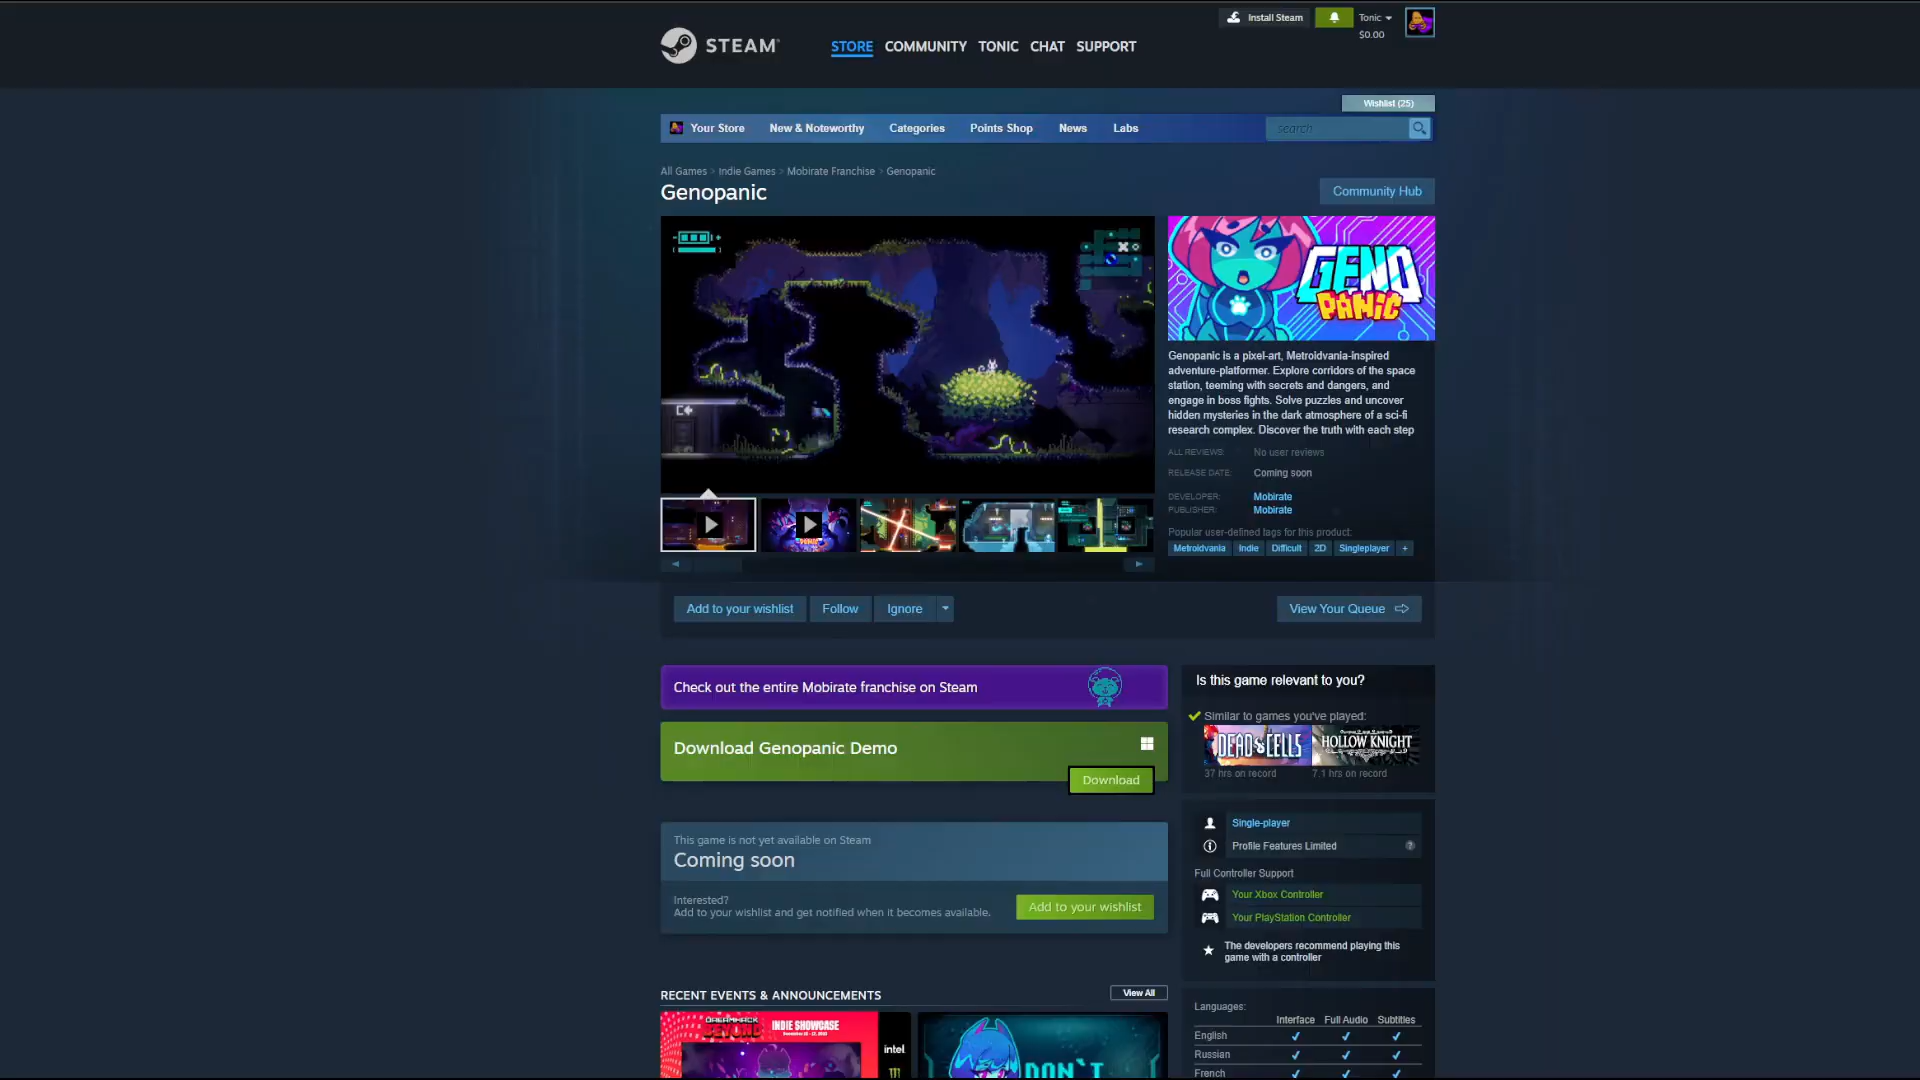 Install Steam
Tonic
$0.00
STEAM
STORE COMMUNITY TONIC CHAT SUPPORT
Wishlist (25)
Your Store New & Noteworthy Categories Points Shop News Labs
search
All Games > Indie Games > Mobirate Franchise > Genopanic
Genopanic
Community Hub
GENO
PANIC
Genopanic is a pixel-art, Metroidvania-inspired
adventure-platformer. Explore corridors of the space
station, teeming with secrets and dangers, and
engage in boss fights. Solve puzzles and uncover
hidden mysteries in the dark atmosphere of a sci-fi
research complex. Discover the truth with each step
ALL REVIEWS: No user reviews
RELEASE DATE: Coming soon
DEVELOPER: Mobirate
PUBLISHER: Mobirate
Popular user-defined tags for this product:
Metroidvania Indie Difficult 2D Singleplayer +
Add to your wishlist Follow Ignore
View Your Queue
Check out the entire Mobirate franchise on Steam
Download Genopanic Demo
Download
This game is not yet available on Steam
Coming soon
Interested?
Add to your wishlist and get notified when it becomes available.
Add to your wishlist
RECENT EVENTS & ANNOUNCEMENTS
View All
DREAMHACK
BEYOND
INDIE SHOWCASE
intel
DON'T
Is this game relevant to you?
Similar to games you've played:
DEAD CELLS
HOLLOW KNIGHT
37 hrs on record
7.1 hrs on record
Single-player
Profile Features Limited ?
Full Controller Support
Your Xbox Controller
Your PlayStation Controller
The developers recommend playing this
game with a controller
Languages:
Interface Full Audio Subtitles
English
Russian
French